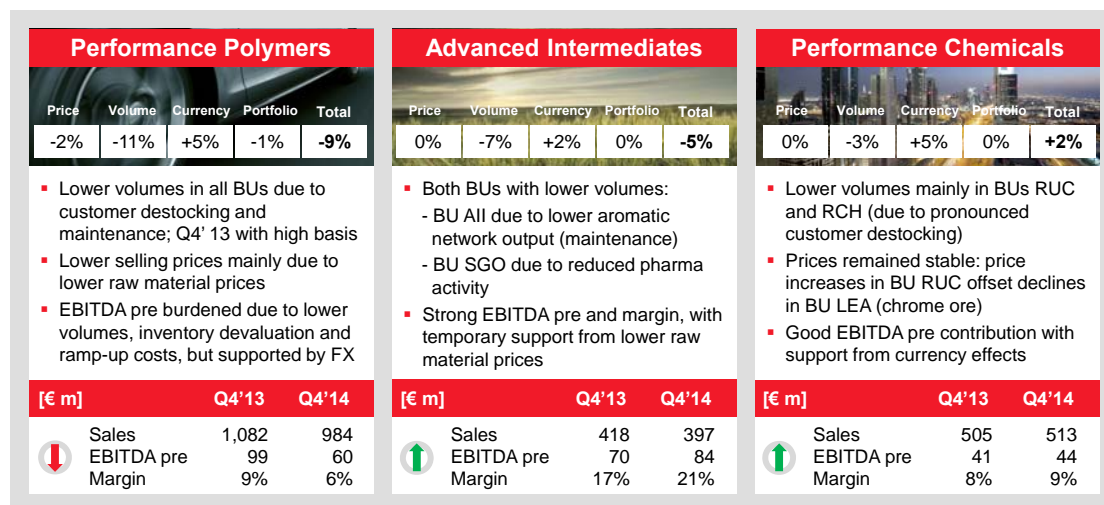 Performance Polymers
Price Volume Currency Portfolio Total
-2% -11% +5% -1% -9%
▪ Lower volumes in all BUs due to
customer destocking and
maintenance; Q4' 13 with high basis
▪ Lower selling prices mainly due to
lower raw material prices
▪ EBITDA pre burdened due to lower
volumes, inventory devaluation and
ramp-up costs, but supported by FX
[€ m] Q4'13 Q4'14
Sales 1,082 984
EBITDA pre 99 60
Margin 9% 6%
Advanced Intermediates
Price Volume Currency Portfolio Total
0% -7% +2% 0% -5%
▪ Both BUs with lower volumes:
- BU AII due to lower aromatic
network output (maintenance)
- BU SGO due to reduced pharma
activity
▪ Strong EBITDA pre and margin, with
temporary support from lower raw
material prices
[€ m] Q4'13 Q4'14
Sales 418 397
EBITDA pre 70 84
Margin 17% 21%
Performance Chemicals
Price Volume Currency Portfolio Total
0% -3% +5% 0% +2%
▪ Lower volumes mainly in BUs RUC
and RCH (due to pronounced
customer destocking)
▪ Prices remained stable: price
increases in BU RUC offset declines
in BU LEA (chrome ore)
▪ Good EBITDA pre contribution with
support from currency effects
[€ m] Q4'13 Q4'14
Sales 505 513
EBITDA pre 41 44
Margin 8% 9%